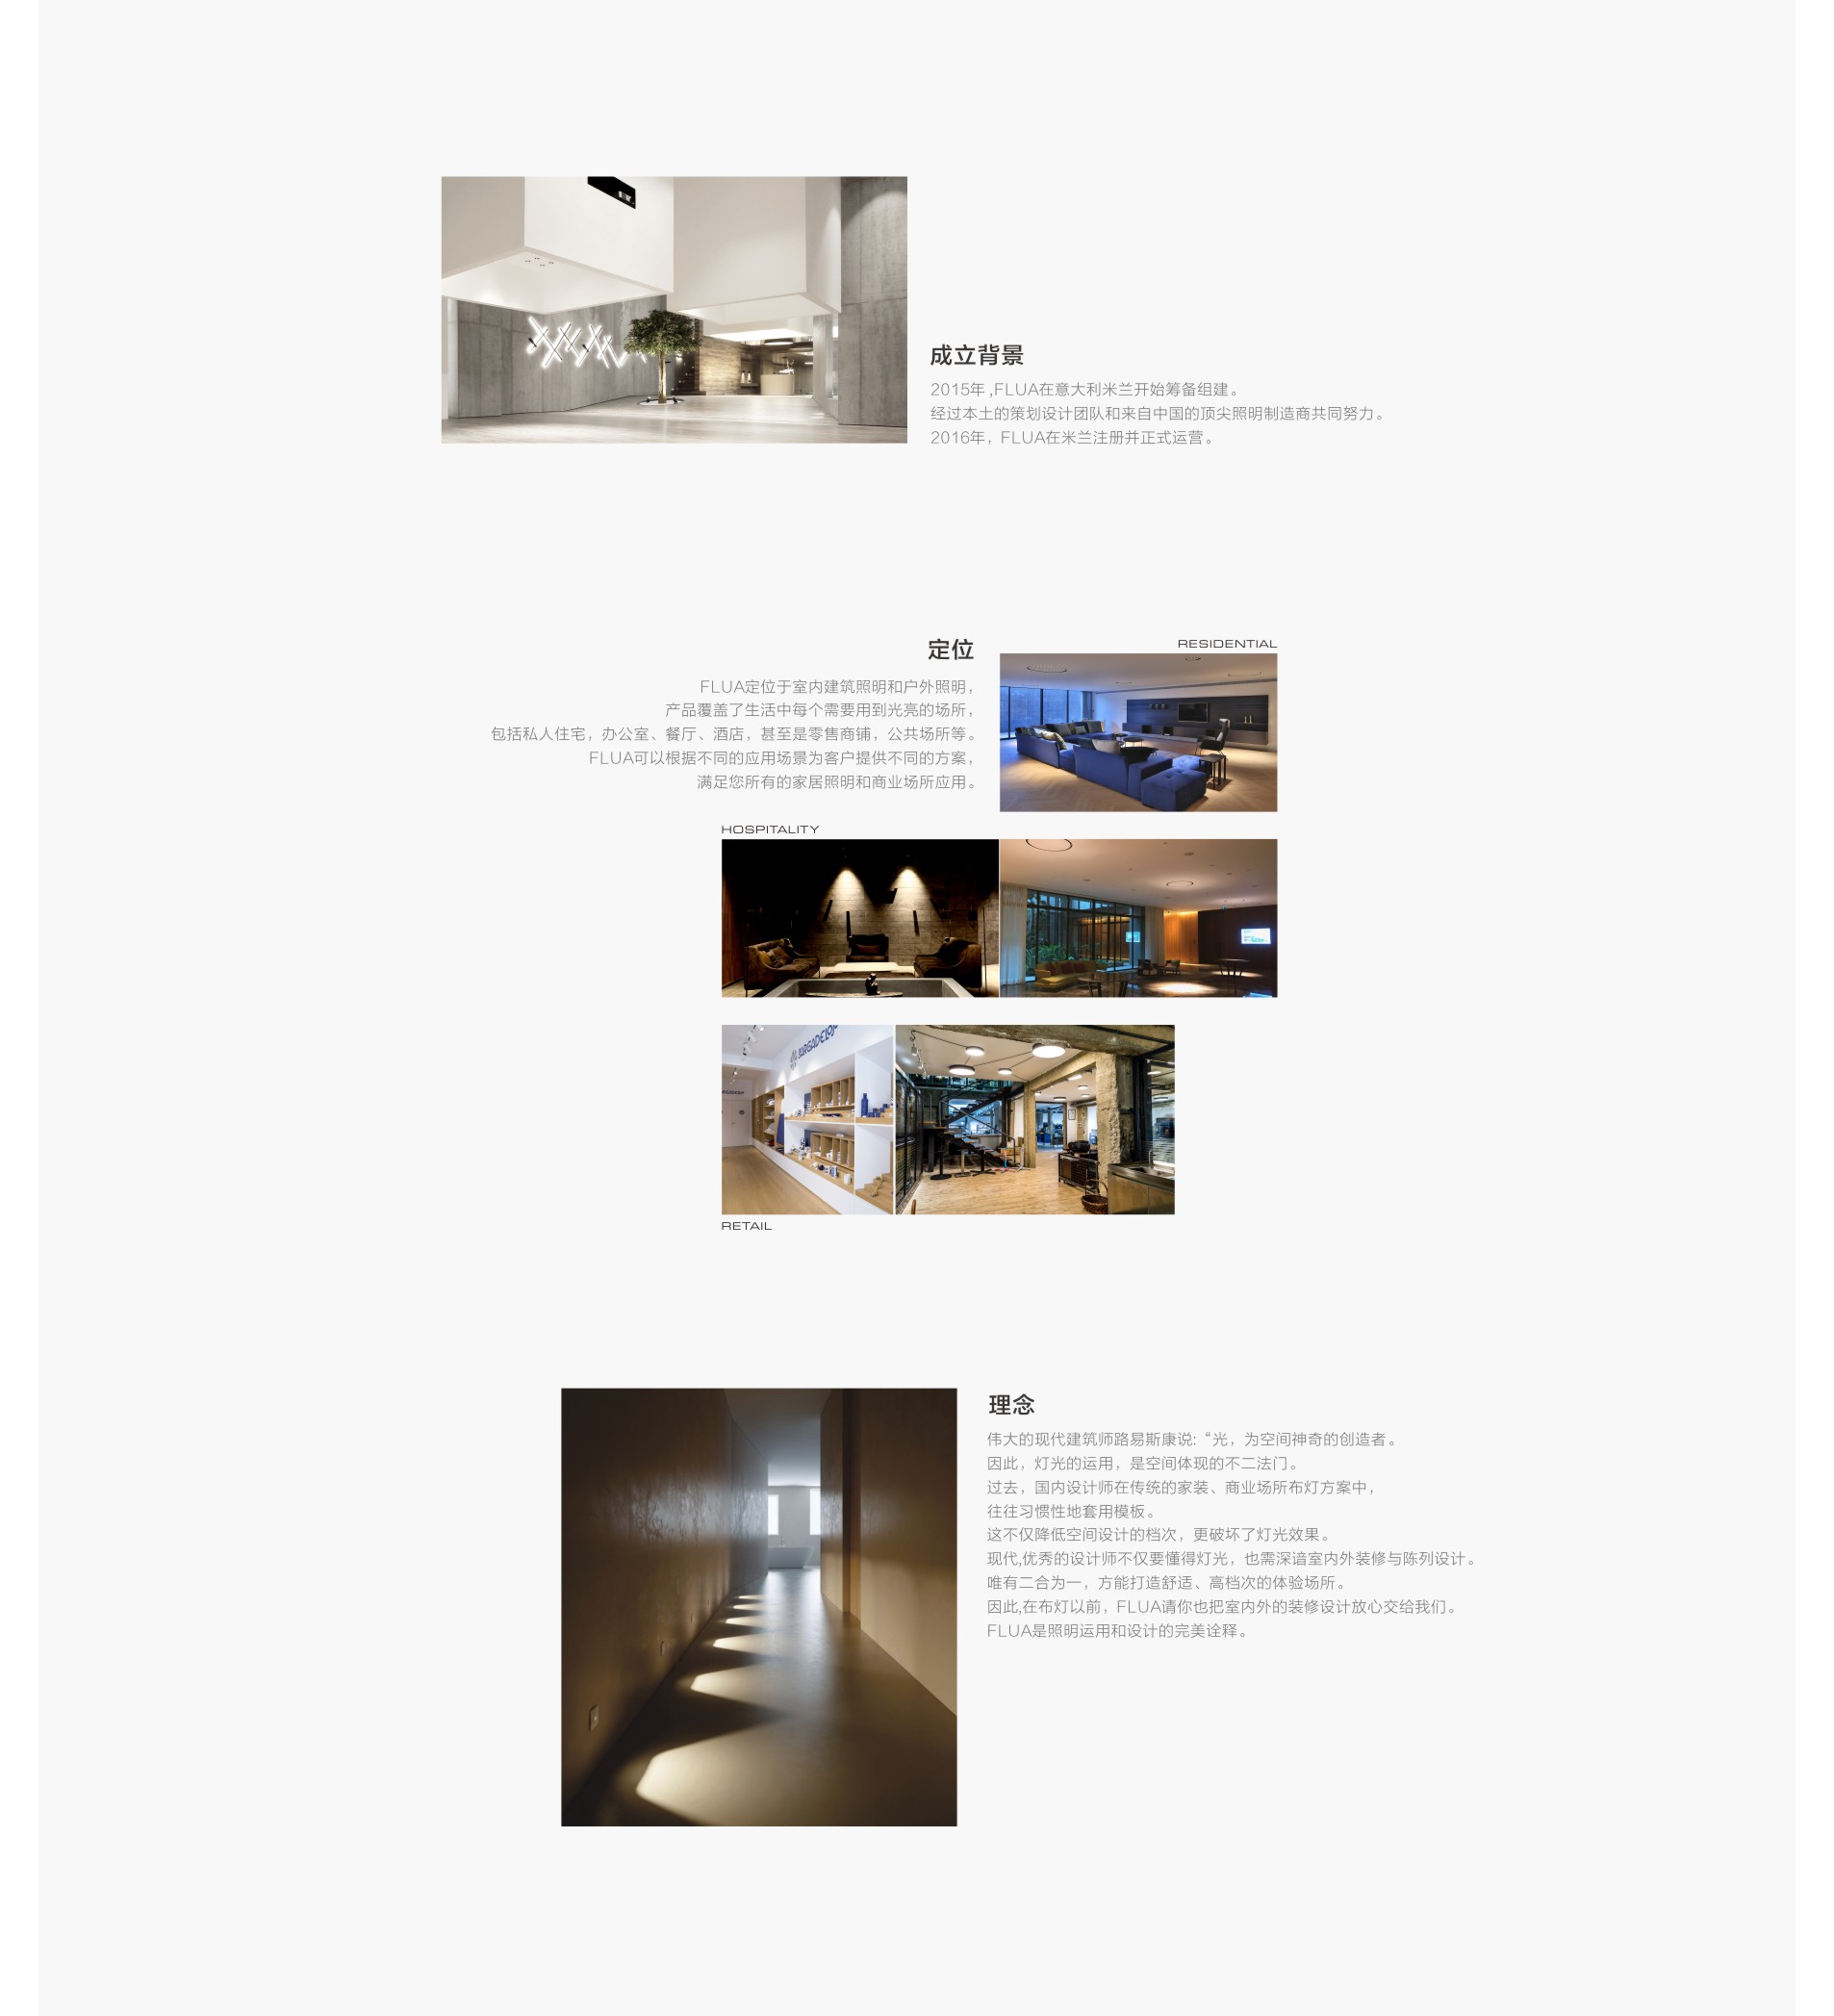 成立背景
2015年 ,FLUA在意大利米兰开始筹备组建。
经过本土的策划设计团队和来自中国的顶尖照明制造商共同努力。
2016年，FLUA在米兰注册并正式运营。
定位
FLUA定位于室内建筑照明和户外照明，
产品覆盖了生活中每个需要用到光亮的场所，
包括私人住宅，办公室、餐厅、酒店，甚至是零售商铺，公共场所等。
FLUA可以根据不同的应用场景为客户提供不同的方案，
满足您所有的家居照明和商业场所应用。
RESIDENTIAL
HOSPITALITY
RETAIL
理念
伟大的现代建筑师路易斯康说:“光，为空间神奇的创造者。
因此，灯光的运用，是空间体现的不二法门。
过去，国内设计师在传统的家装、商业场所布灯方案中，
往往习惯性地套用模板。
这不仅降低空间设计的档次，更破坏了灯光效果。
现代,优秀的设计师不仅要懂得灯光，也需深谙室内外装修与陈列设计。
唯有二合为一，方能打造舒适、高档次的体验场所。
因此,在布灯以前，FLUA请你也把室内外的装修设计放心交给我们。
FLUA是照明运用和设计的完美诠释。